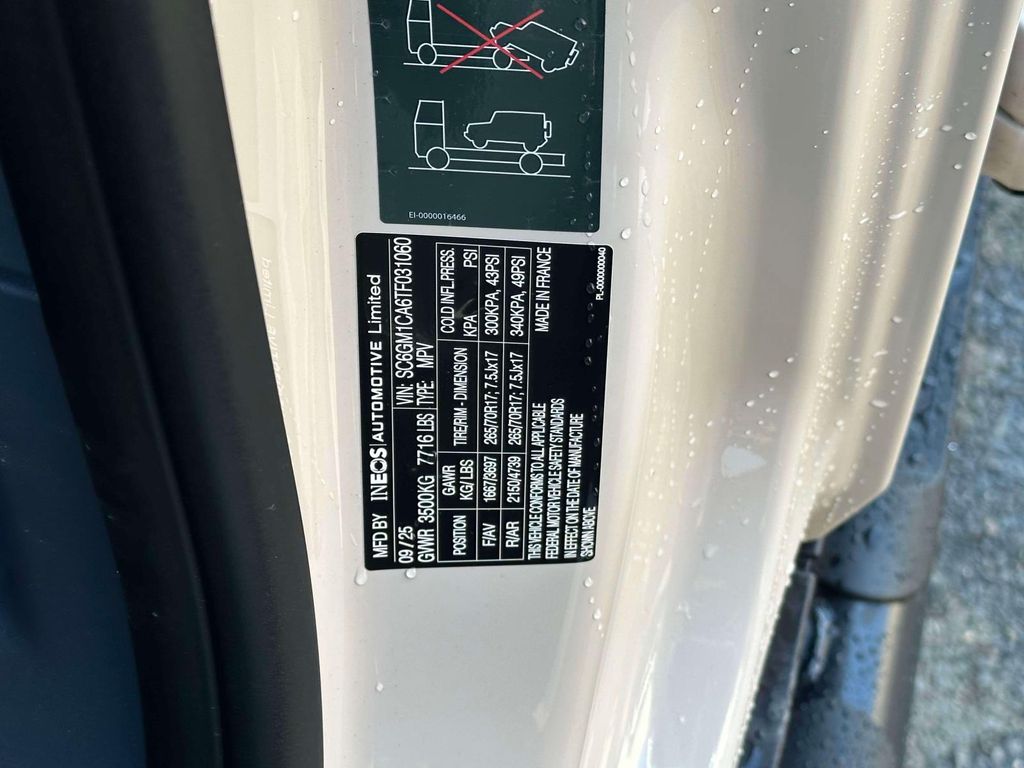 EI-0000016466
MFD BY INEOS AUTOMOTIVE Limited
09 / 25 VIN: SC6GM1CA6TF031060
GVWR 3500KG 7716 LBS TYPE: MPV
POSITION GAWR KG/LBS TIRE/RIM - DIMENSION COLD INFL.PRESS. KPA PSI
F/AV 1667/3697 265/70R17; 7.5Jx17 300KPA, 43PSI
R/AR 2150/4739 265/70R17; 7.5Jx17 340KPA, 49PSI
THIS VEHICLE CONFORMS TO ALL APPLICABLE
FEDERAL MOTOR VEHICLE SAFETY STANDARDS
IN EFFECT ON THE DATE OF MANUFACTURE
SHOWN ABOVE
MADE IN FRANCE
PL-0000000040